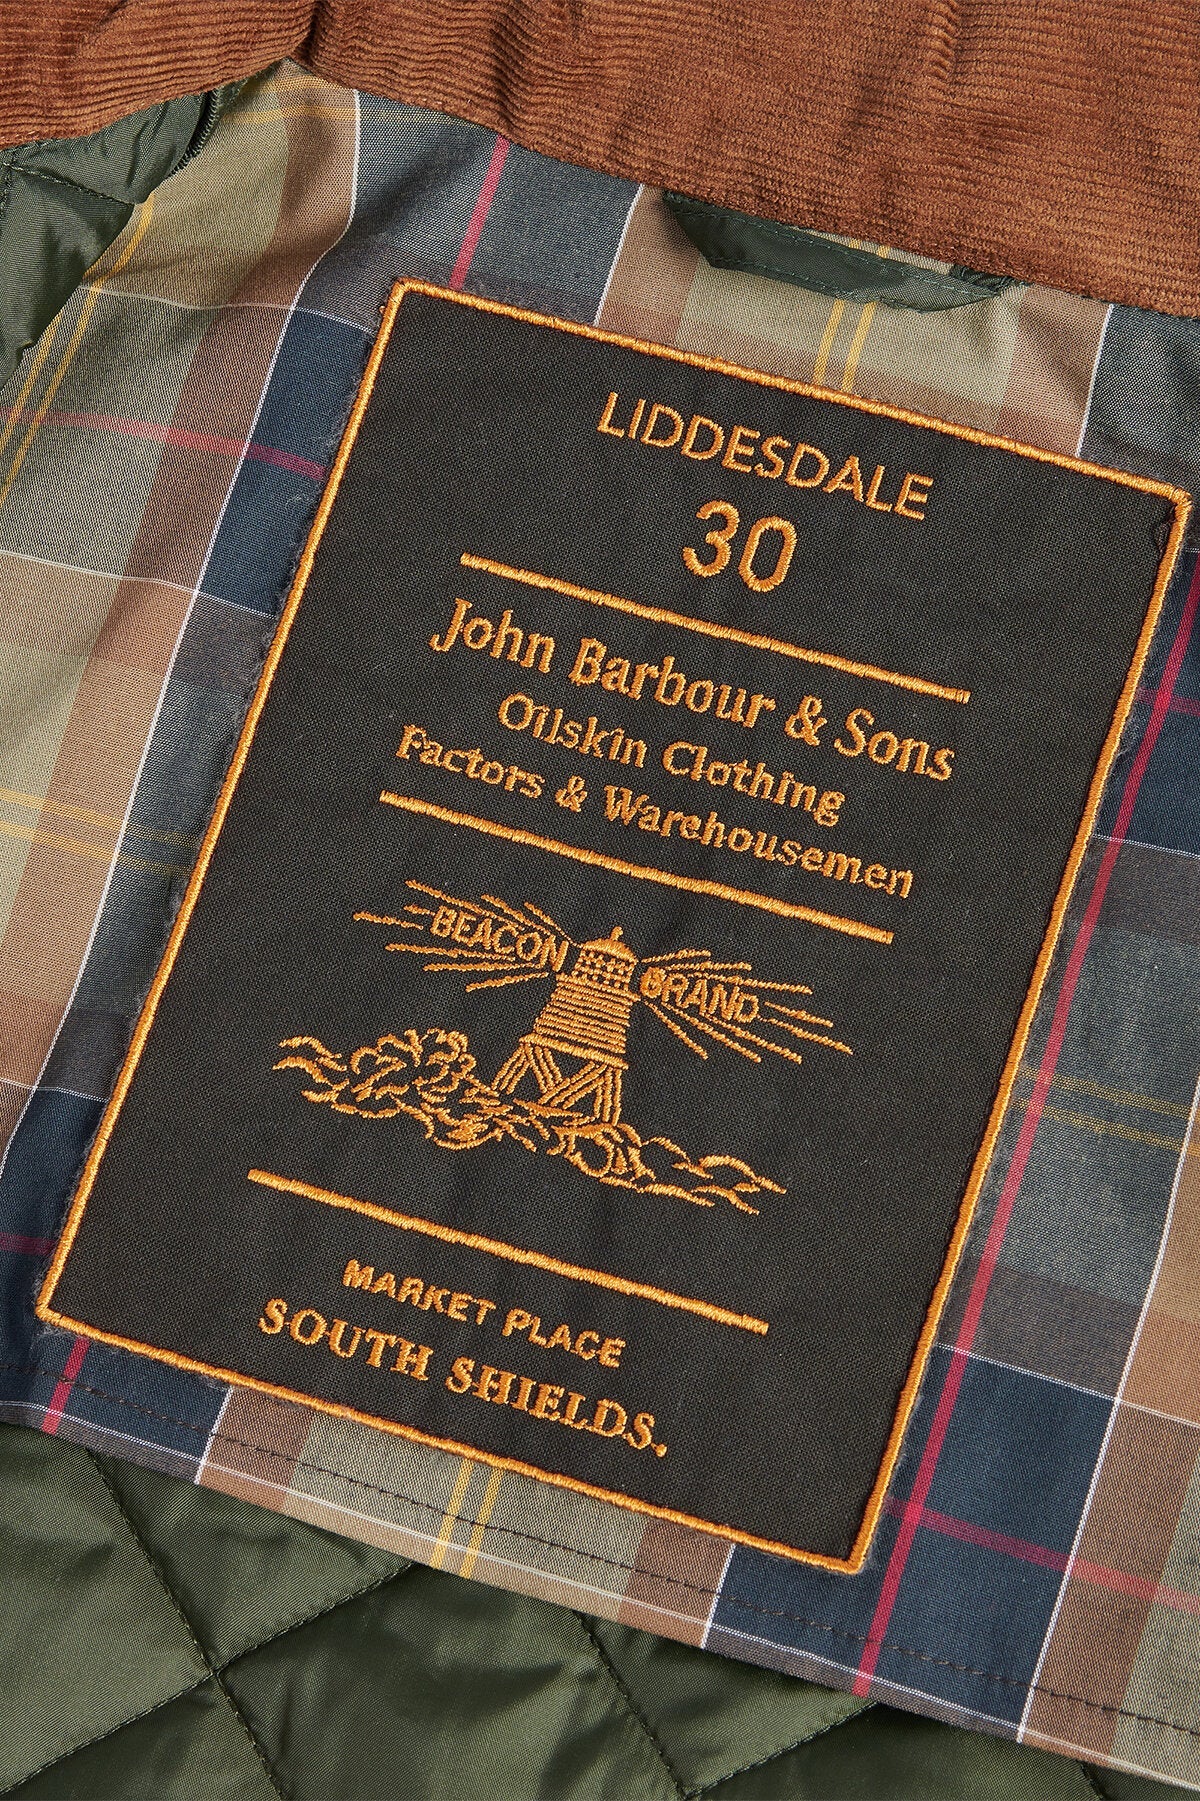 LIDDESDALE
30
John Barbour & Sons
Oilskin Clothing
Factors & Warehousemen
BEACON BRAND
MARKET PLACE
SOUTH SHIELDS.